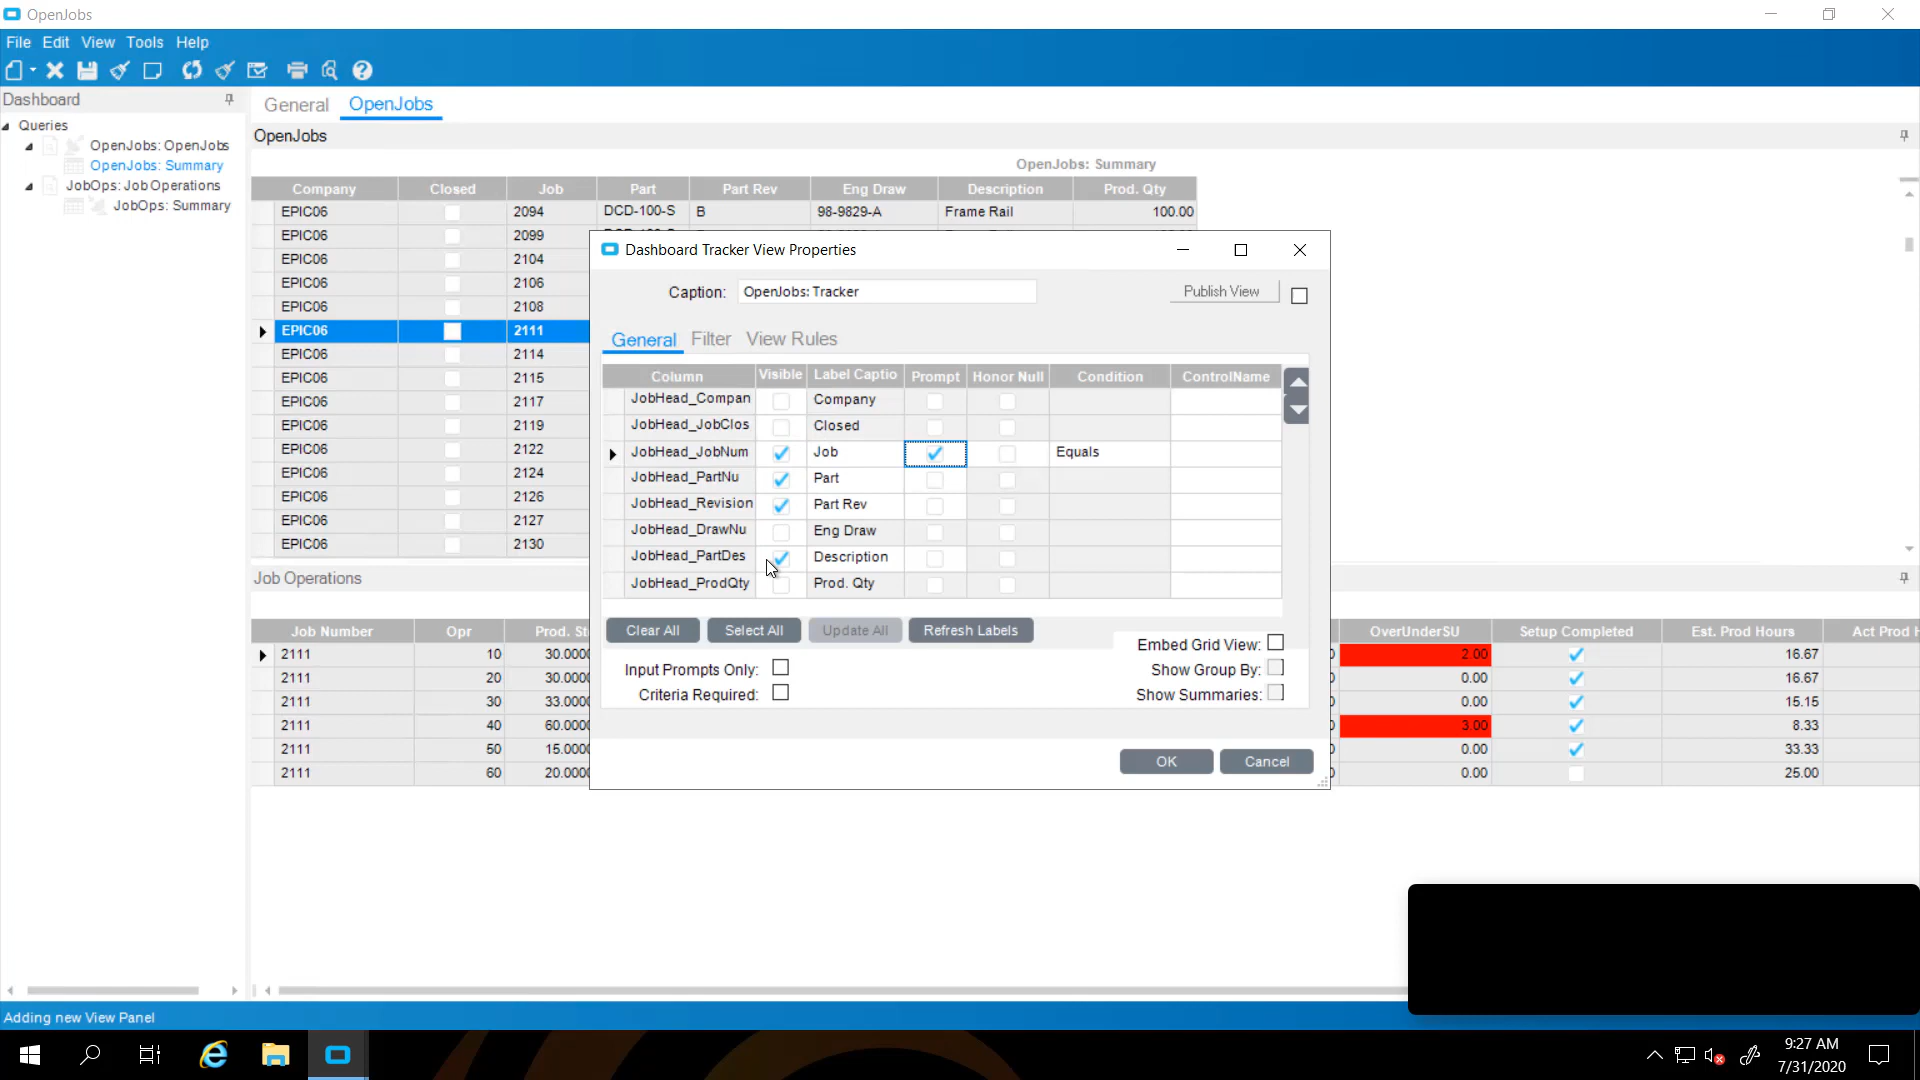 OpenJobs
File Edit View Tools Help
Dashboard
General OpenJobs
Queries
OpenJobs: OpenJobs
OpenJobs: Summary
JobOps: Job Operations
JobOps: Summary
OpenJobs
OpenJobs: Summary
Company Closed Job Part Part Rev Eng Draw Description Prod. Qty
EPIC06 2094 DCD-100-S B 98-9829-A Frame Rail 100.00
EPIC06 2099
EPIC06 2104
EPIC06 2106
EPIC06 2108
EPIC06 2111
EPIC06 2114
EPIC06 2115
EPIC06 2117
EPIC06 2119
EPIC06 2122
EPIC06 2124
EPIC06 2126
EPIC06 2127
EPIC06 2130
Dashboard Tracker View Properties
Caption: OpenJobs: Tracker Publish View
General Filter View Rules
Column Visible Label Captio Prompt Honor Null Condition ControlName
JobHead_Compan Company
JobHead_JobClos Closed
JobHead_JobNum Job Equals
JobHead_PartNu Part
JobHead_Revision Part Rev
JobHead_DrawNu Eng Draw
JobHead_PartDes Description
JobHead_ProdQty Prod. Qty
Clear All Select All Update All Refresh Labels
Embed Grid View:
Input Prompts Only: Show Group By:
Criteria Required: Show Summaries:
OK Cancel
Job Operations
Job Number Opr Prod. St OverUnderSU Setup Completed Est. Prod Hours Act Prod H
2111 10 30.0000 2.00 16.67
2111 20 30.0000 0.00 16.67
2111 30 33.0000 0.00 15.15
2111 40 60.0000 3.00 8.33
2111 50 15.0000 0.00 33.33
2111 60 20.0000 0.00 25.00
Adding new View Panel
9:27 AM
7/31/2020